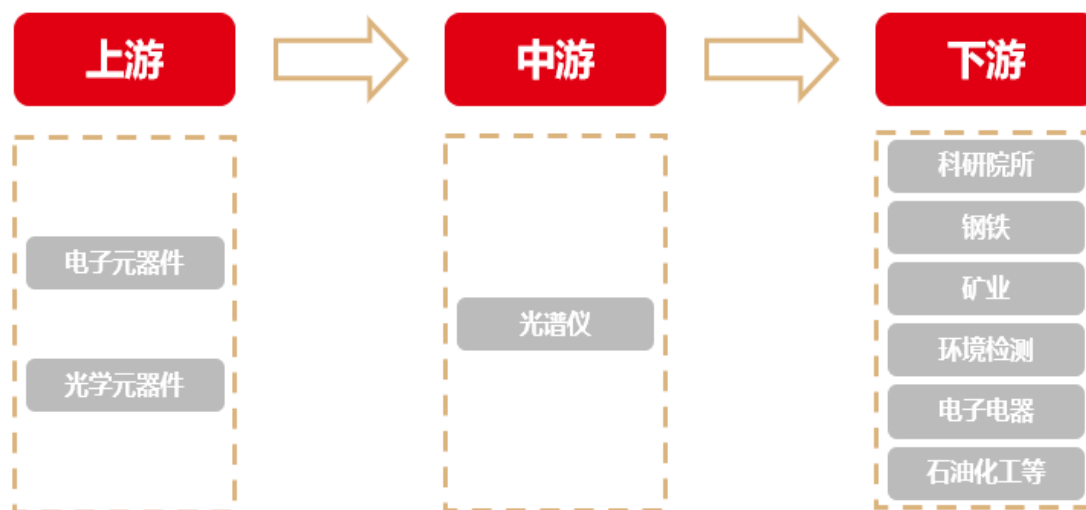 上游
中游
下游
电子元器件
光学元器件
光谱仪
科研院所
钢铁
矿业
环境检测
电子电器
石油化工等